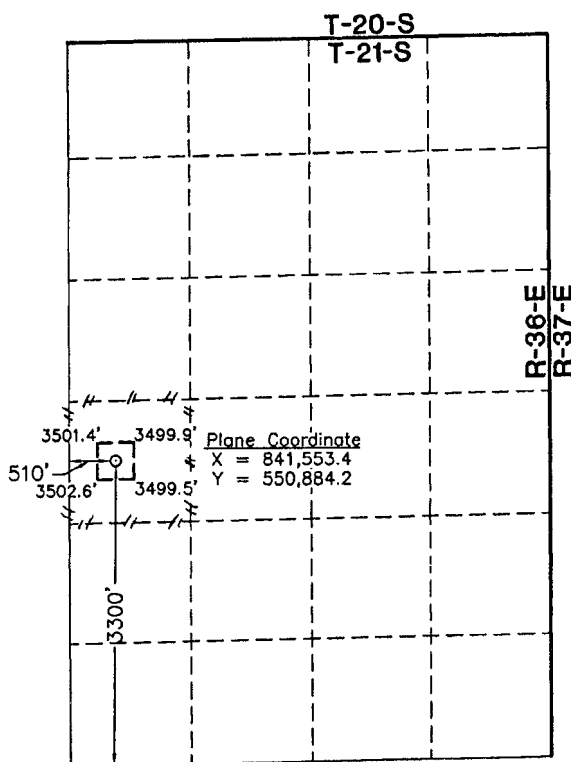 T-20-S
T-21-S
R-36-E
R-37-E
3501.4' 3499.9'
Plane Coordinate
X = 841,553.4
510'
3502.6' 3499.5'
Y = 550,884.2
3300'